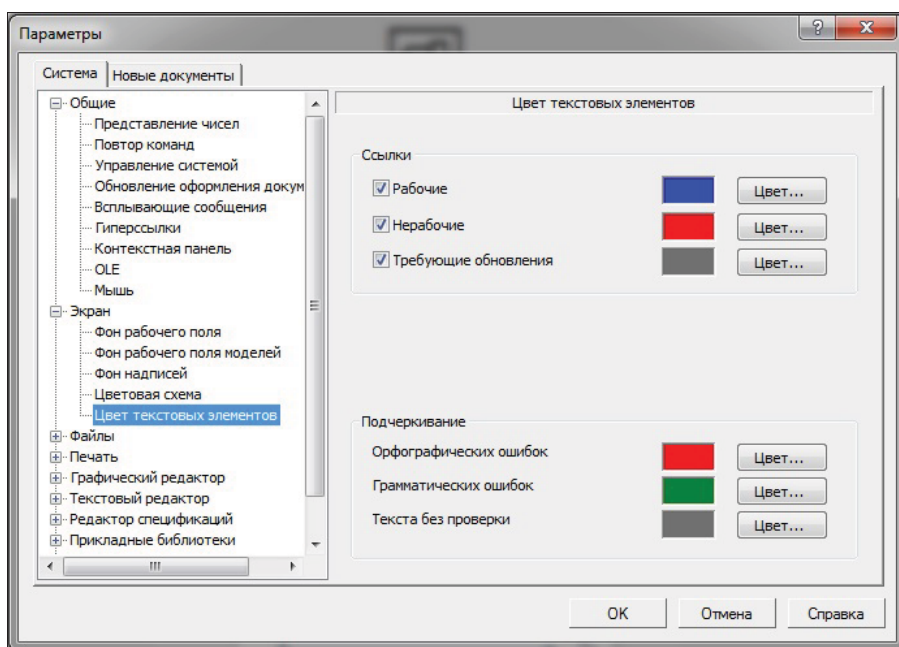 Параметры
Система
Новые документы
Общие
Представление чисел
Повтор команд
Управление системой
Обновление оформления докум
Всплывающие сообщения
Гиперссылки
Контекстная панель
OLE
Мышь
Экран
Фон рабочего поля
Фон рабочего поля моделей
Фон надписей
Цветовая схема
Цвет текстовых элементов
Файлы
Печать
Графический редактор
Текстовый редактор
Редактор спецификаций
Прикладные библиотеки
Цвет текстовых элементов
Ссылки
Рабочие Цвет...
Нерабочие Цвет...
Требующие обновления Цвет...
Подчеркивание
Орфографических ошибок Цвет...
Грамматических ошибок Цвет...
Текста без проверки Цвет...
OK Отмена Справка